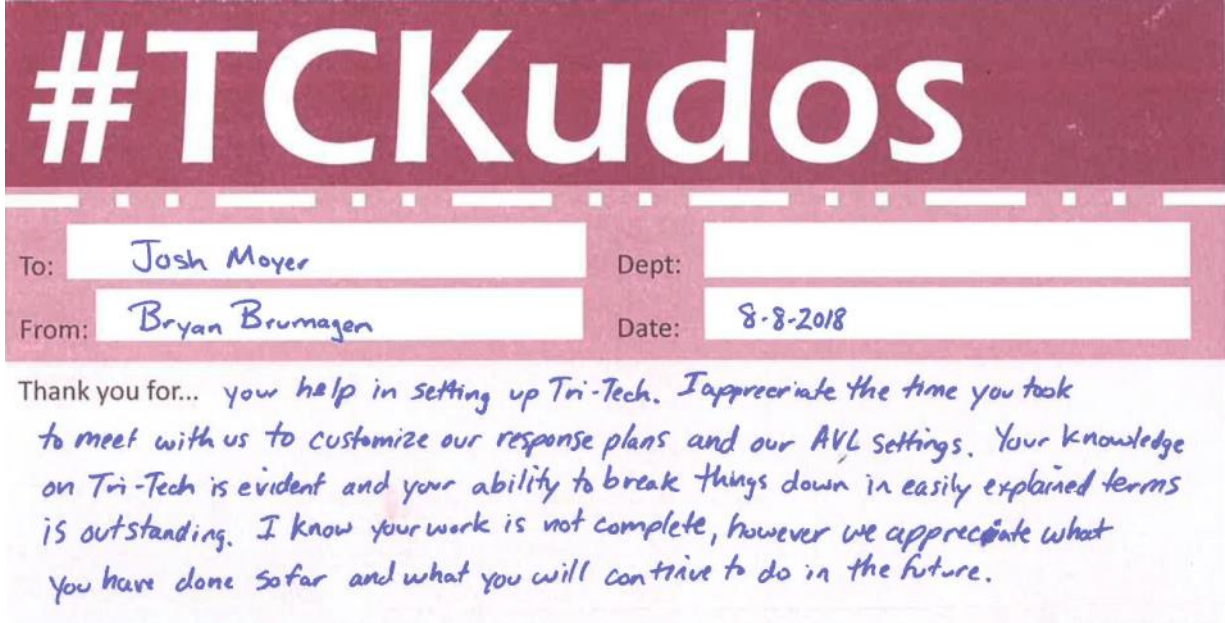 #TCKudos
To: Josh Moyer Dept:
From: Bryan Brumagen Date: 8-8-2018
Thank you for... your help in setting up Tri-Tech. I apprecriate the time you took
to meet with us to customize our response plans and our AVL settings. Your knowledge
on Tri-Tech is evident and your ability to break things down in easily explained terms
is outstanding. I know your work is not complete, however we appreciate what
you have done so far and what you will continue to do in the future.